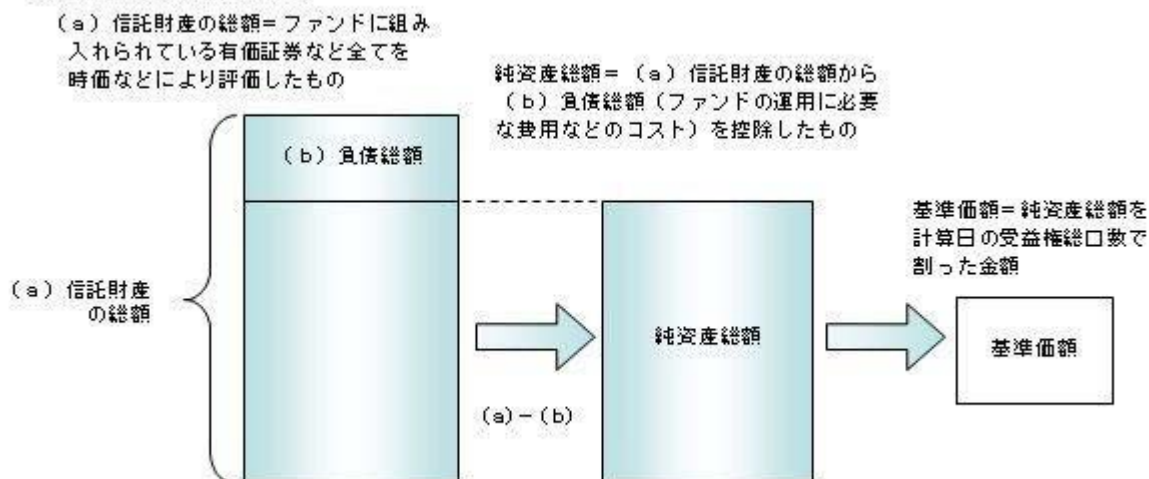 (a)信託財産の総額=ファンドに組み
入れられている有価証券など全てを
時価などにより評価したもの
純資産総額=(a)信託財産の総額から
(b)負債総額(ファンドの運用に必要
な費用などのコスト)を控除したもの
(b)負債総額
基準価額=純資産総額を
計算日の受益権総口数で
割った金額
(a)信託財産
の総額
純資産総額
基準価額
(a)-(b)